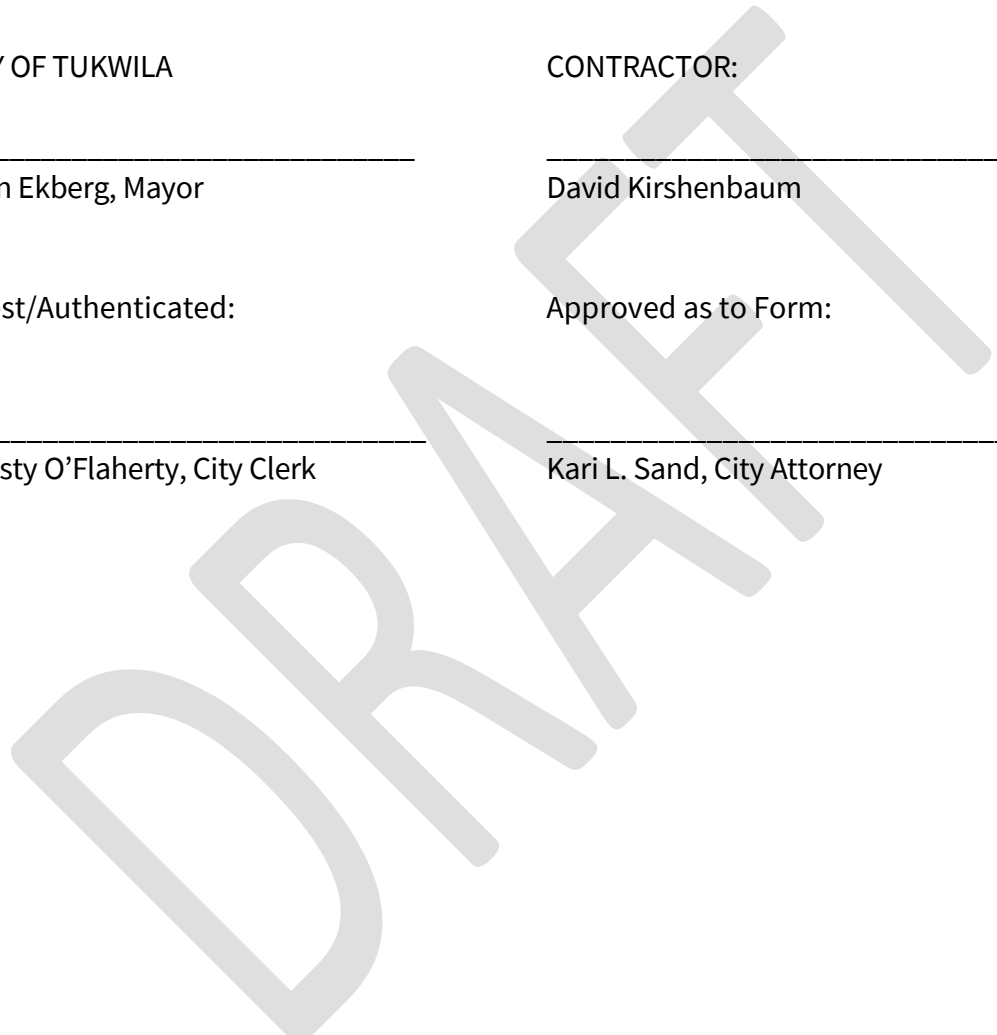 Y OF TUKWILA
CONTRACTOR:
n Ekberg, Mayor
David Kirshenbaum
st/Authenticated:
Approved as to Form:
sty O’Flaherty, City Clerk
Kari L. Sand, City Attorney
DRAFT